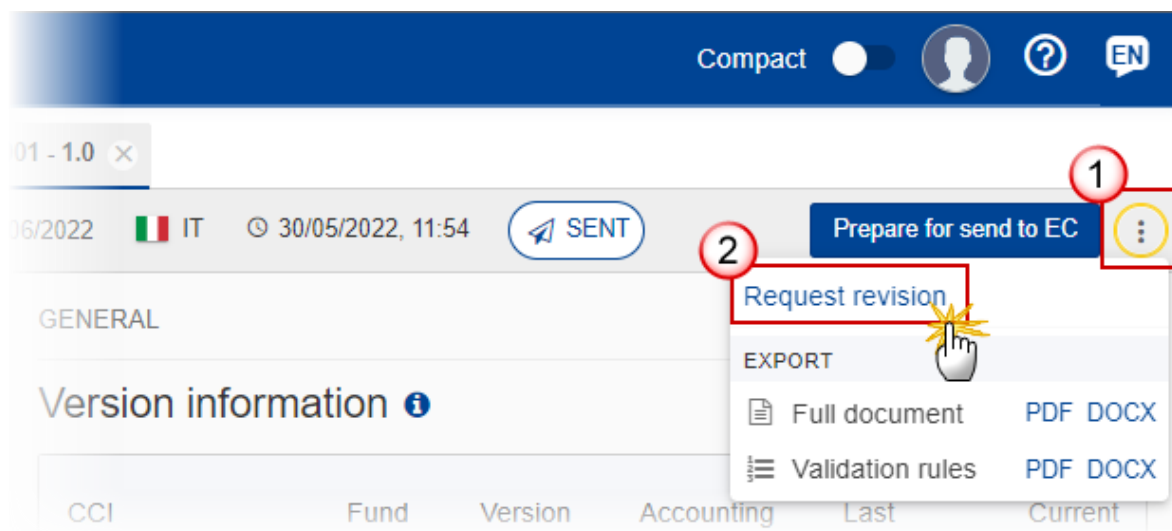 Compact EN
01 - 1.0
1
06/2022 IT 30/05/2022, 11:54 SENT Prepare for send to EC
2
Request revision
GENERAL
EXPORT
Version information
Full document PDF DOCX
Validation rules PDF DOCX
CCI Fund Version Accounting Last Current